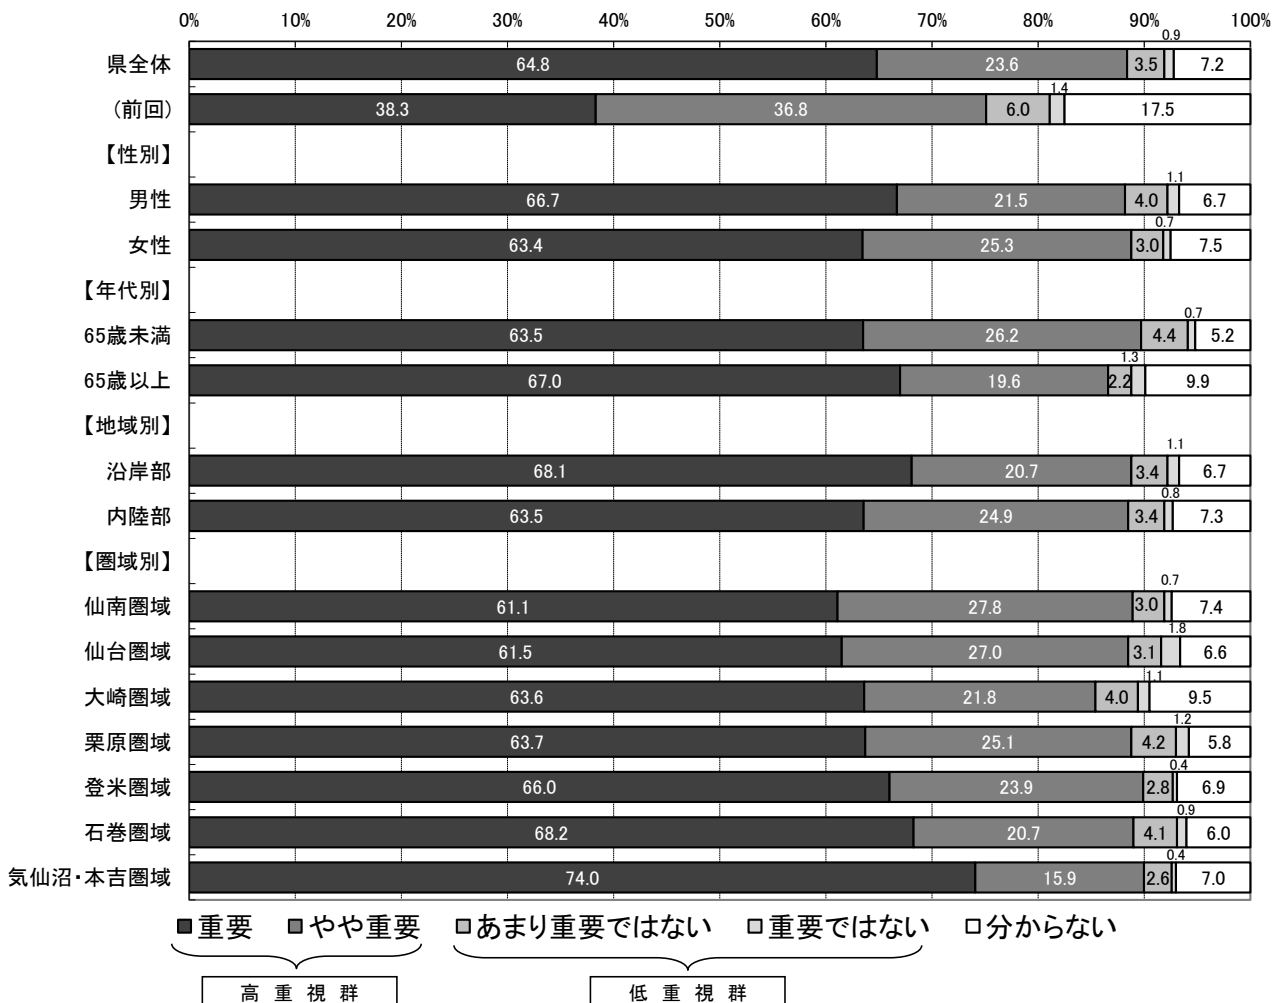 0% 10% 20% 30% 40% 50% 60% 70% 80% 90% 100%
県全体 64.8 23.6 3.5 0.9 7.2
(前回) 38.3 36.8 6.0 1.4 17.5
【性別】
男性 66.7 21.5 4.0 1.1 6.7
女性 63.4 25.3 3.0 0.7 7.5
【年代別】
65歳未満 63.5 26.2 4.4 0.7 5.2
65歳以上 67.0 19.6 2.2 1.3 9.9
【地域別】
沿岸部 68.1 20.7 3.4 1.1 6.7
内陸部 63.5 24.9 3.4 0.8 7.3
【圏域別】
仙南圏域 61.1 27.8 3.0 0.7 7.4
仙台圏域 61.5 27.0 3.1 1.8 6.6
大崎圏域 63.6 21.8 4.0 1.1 9.5
栗原圏域 63.7 25.1 4.2 1.2 5.8
登米圏域 66.0 23.9 2.8 0.4 6.9
石巻圏域 68.2 20.7 4.1 0.9 6.0
気仙沼・本吉圏域 74.0 15.9 2.6 0.4 7.0
重要 やや重要 あまり重要ではない 重要ではない 分からない
高重視群 低重視群